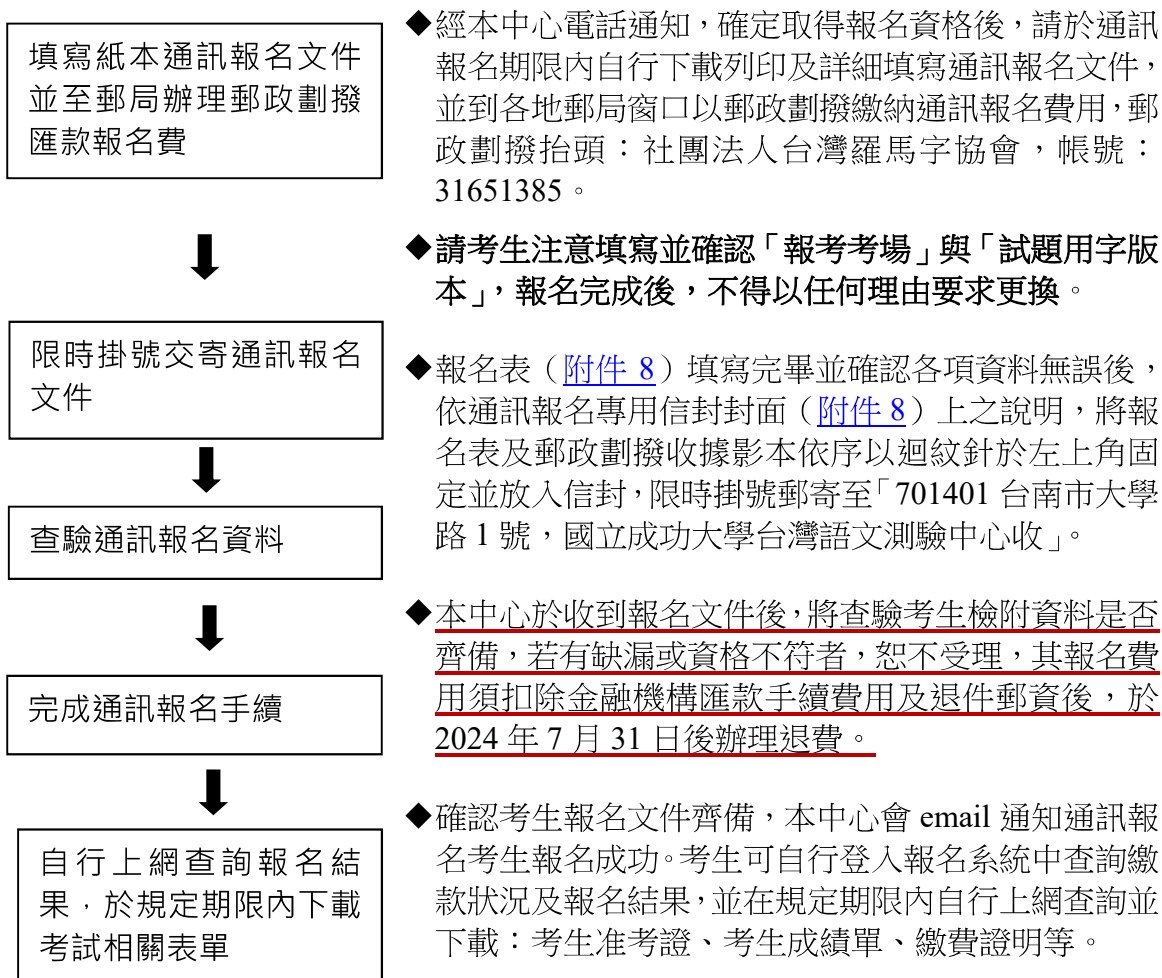 填寫紙本通訊報名文件
並至郵局辦理郵政劃撥
匯款報名費
◆經本中心電話通知，確定取得報名資格後，請於通訊
報名期限內自行下載列印及詳細填寫通訊報名文件，
並到各地郵局窗口以郵政劃撥繳納通訊報名費用，郵
政劃撥抬頭：社團法人台灣羅馬字協會，帳號：
31651385。
◆請考生注意填寫並確認「報考考場」與「試題用字版
本」，報名完成後，不得以任何理由要求更換。
限時掛號交寄通訊報名
文件
◆報名表（附件 8）填寫完畢並確認各項資料無誤後，
依通訊報名專用信封封面（附件 8）上之說明，將報
名表及郵政劃撥收據影本依序以迴紋針於左上角固
定並放入信封，限時掛號郵寄至「701401 台南市大學
路 1 號，國立成功大學台灣語文測驗中心收」。
查驗通訊報名資料
◆本中心於收到報名文件後，將查驗考生檢附資料是否
齊備，若有缺漏或資格不符者，恕不受理，其報名費
用須扣除金融機構匯款手續費用及退件郵資後，於
2024 年 7 月 31 日後辦理退費。
完成通訊報名手續
◆確認考生報名文件齊備，本中心會 email 通知通訊報
名考生報名成功。考生可自行登入報名系統中查詢繳
款狀況及報名結果，並在規定期限內自行上網查詢並
下載：考生准考證、考生成績單、繳費證明等。
自行上網查詢報名結
果，於規定期限內下載
考試相關表單